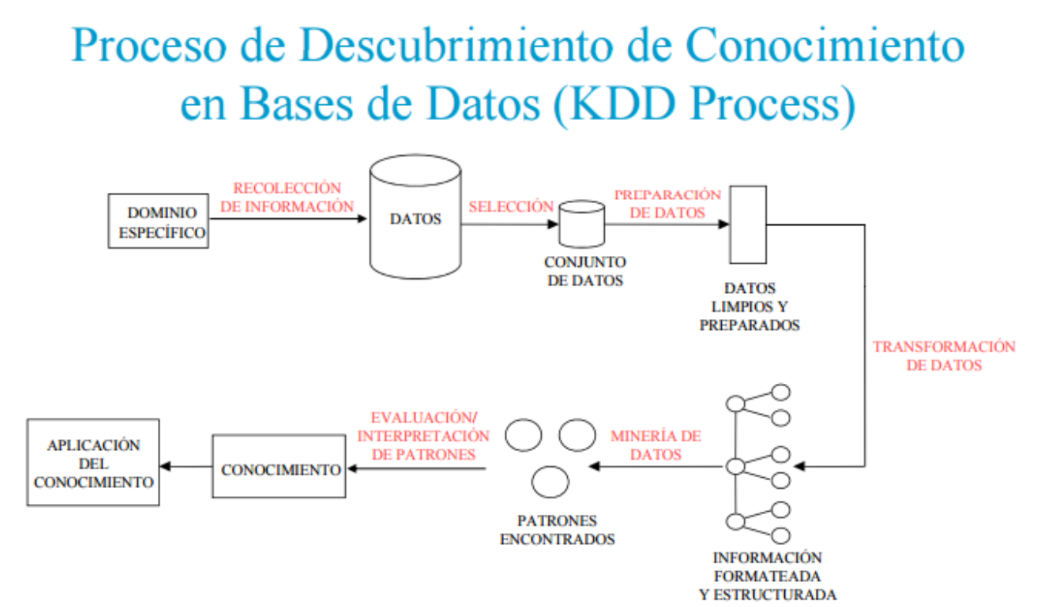 Proceso de Descubrimiento de Conocimiento
en Bases de Datos (KDD Process)
DOMINIO
ESPECÍFICO
RECOLECCIÓN
DE INFORMACIÓN
DATOS
SELECCIÓN
CONJUNTO
DE DATOS
PREPARACIÓN
DE DATOS
DATOS
LIMPIOS Y
PREPARADOS
TRANSFORMACIÓN
DE DATOS
INFORMACIÓN
FORMATEADA
Y ESTRUCTURADA
MINERÍA DE
DATOS
PATRONES
ENCONTRADOS
EVALUACIÓN/
INTERPRETACIÓN
DE PATRONES
CONOCIMIENTO
APLICACIÓN
DEL
CONOCIMIENTO